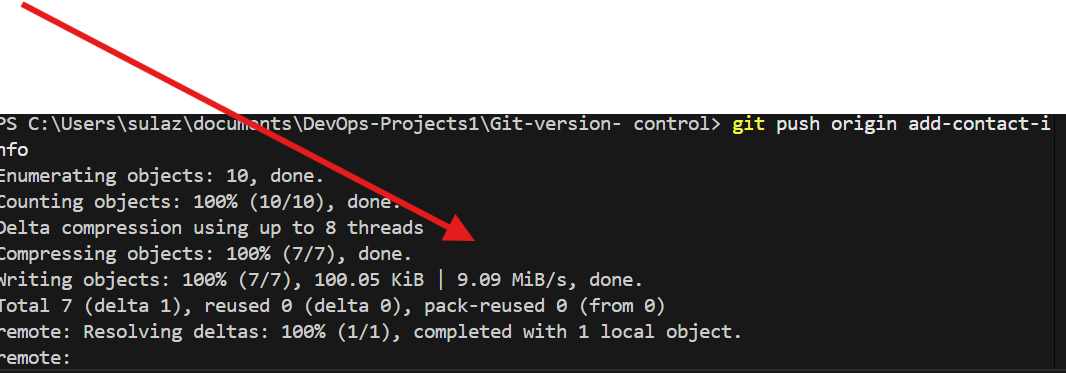 PS C:\Users\sulaz\documents\DevOps-Projects1\Git-version- control> git push origin add-contact-i
nfo
Enumerating objects: 10, done.
Counting objects: 100% (10/10), done.
Delta compression using up to 8 threads
Compressing objects: 100% (7/7), done.
Writing objects: 100% (7/7), 100.05 KiB | 9.09 MiB/s, done.
Total 7 (delta 1), reused 0 (delta 0), pack-reused 0 (from 0)
remote: Resolving deltas: 100% (1/1), completed with 1 local object.
remote: